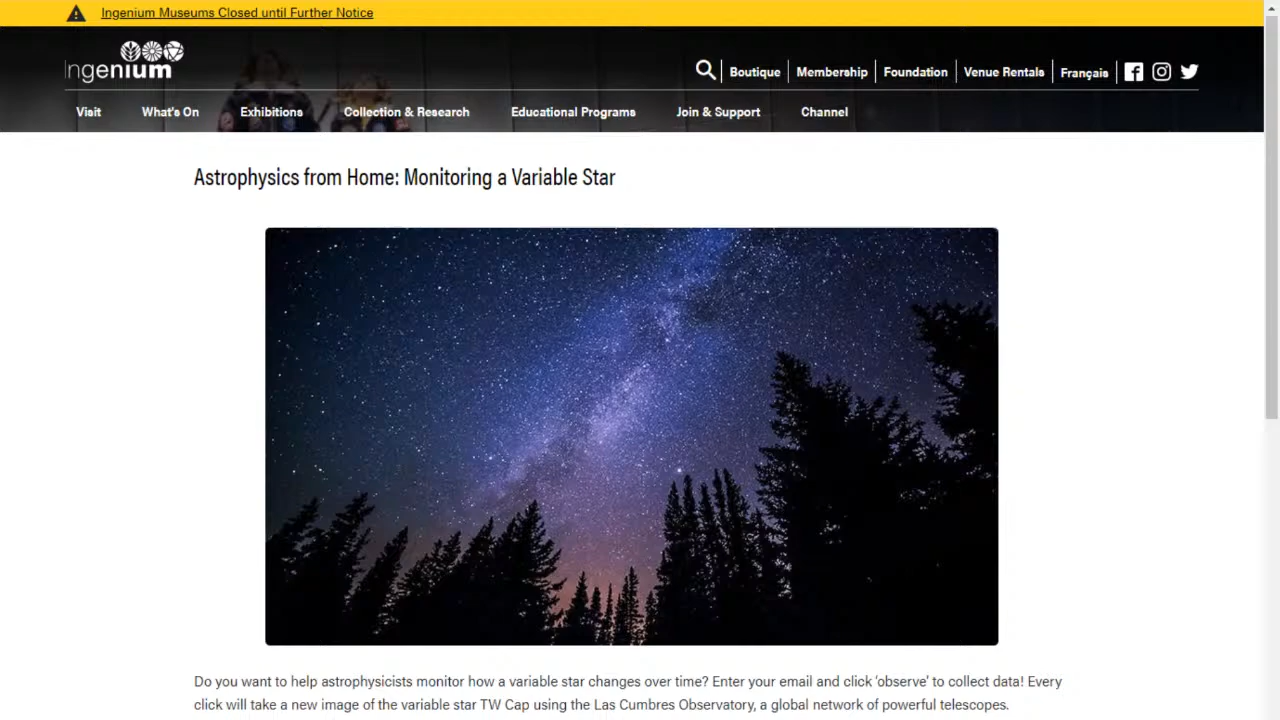 Ingenium Museums Closed until Further Notice
Ingenium
Boutique
Membership
Foundation
Venue Rentals
Français
Visit
What's On
Exhibitions
Collection & Research
Educational Programs
Join & Support
Channel
Astrophysics from Home: Monitoring a Variable Star
Do you want to help astrophysicists monitor how a variable star changes over time? Enter your email and click ‘observe’ to collect data! Every
click will take a new image of the variable star TW Cap using the Las Cumbres Observatory, a global network of powerful telescopes.